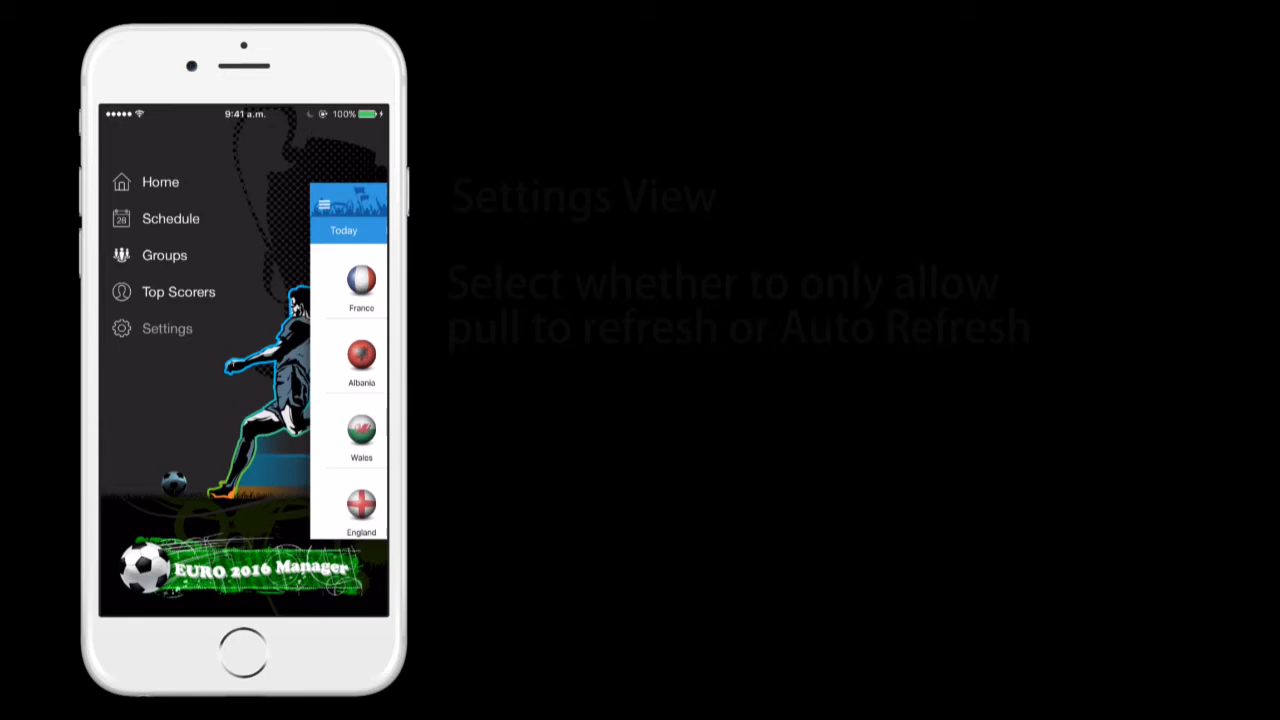 9:41 a.m.
100%
Home
28
Schedule
Groups
Top Scorers
Settings
Today
France
Albania
Wales
England
EURO 2016 Manager
Settings View
Select whether to only allow
pull to refresh or Auto Refresh